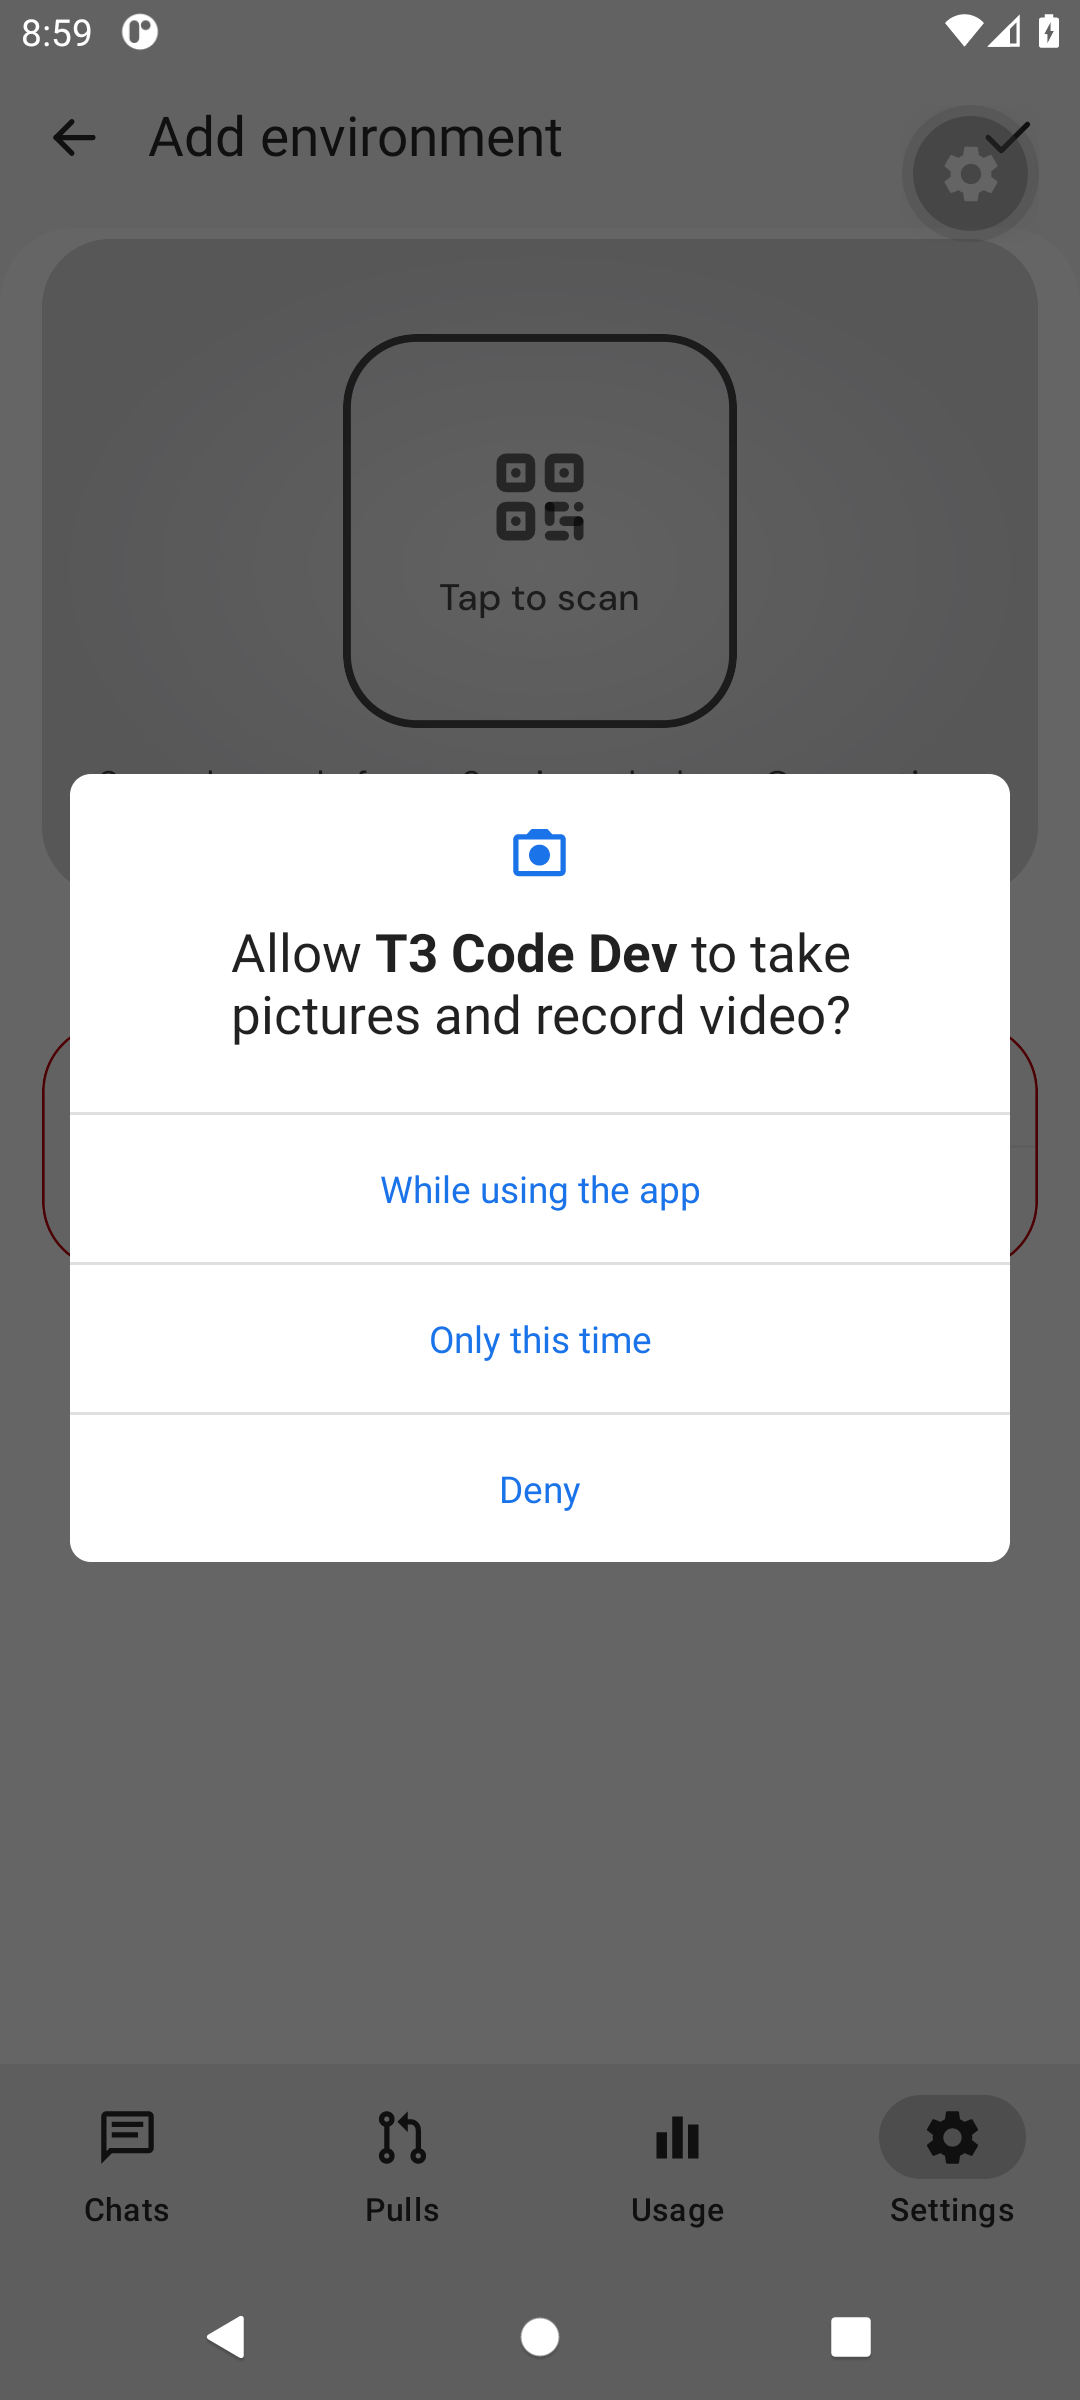 8:59
Add environment
Tap to scan
Allow T3 Code Dev to take
pictures and record video?
While using the app
Only this time
Deny
Chats
Pulls
Usage
Settings